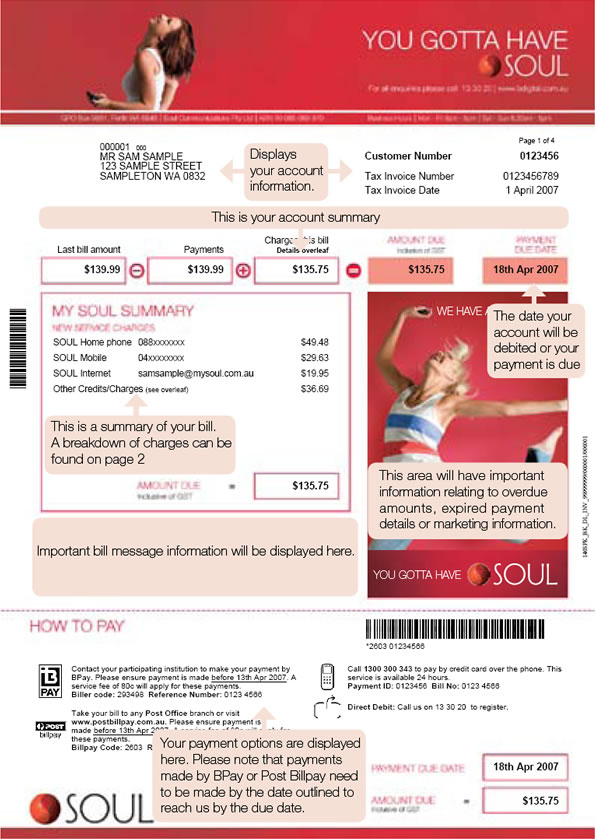 YOU GOTTA HAVE
SOUL
For all enquiries please call 13 30 20 | www.bdigital.com.au
Page 1 of 4
000001 000
MR SAM SAMPLE
123 SAMPLE STREET
SAMPLETON WA 0832
Displays
your account
information.
Customer Number 0123456
Tax Invoice Number 0123456789
Tax Invoice Date 1 April 2007
This is your account summary
Last bill amount
Payments
Details overleaf
AMOUNT DUE
Inclusive of GST
PAYMENT
DUE DATE
$139.99 − $139.99 + $135.75 = $135.75 18th Apr 2007
MY SOUL SUMMARY
NEW SERVICE CHARGES
SOUL Home phone 088xxxxxxx $49.48
SOUL Mobile 04xxxxxxxx $29.63
SOUL Internet samsample@mysoul.com.au $19.95
Other Credits/Charges (see overleaf) $36.69
This is a summary of your bill.
A breakdown of charges can be
found on page 2
AMOUNT DUE = $135.75
Inclusive of GST
WE HAVE A
The date your
account will be
debited or your
payment is due
This area will have important
information relating to overdue
amounts, expired payment
details or marketing information.
YOU GOTTA HAVE SOUL
Important bill message information will be displayed here.
HOW TO PAY
*2603 01234566
B
PAY
Contact your participating institution to make your payment by
BPay. Please ensure payment is made before 13th Apr 2007. A
service fee of 80c will apply for these payments.
Biller code: 293498 Reference Number: 0123 4566
POST
billpay
Take your bill to any Post Office branch or visit
www.postbillpay.com.au. Please ensure payment is
made before 13th Apr
these payments.
Billpay Code: 2603
Call 1300 300 343 to pay by credit card over the phone. This
service is available 24 hours.
Payment ID: 0123456 Bill No: 0123 4566
Direct Debit: Call us on 13 30 20 to register.
Your payment options are displayed
here. Please note that payments
made by BPay or Post Billpay need
to be made by the date outlined to
reach us by the due date.
PAYMENT DUE DATE 18th Apr 2007
AMOUNT DUE = $135.75
Inclusive of GST
SOUL